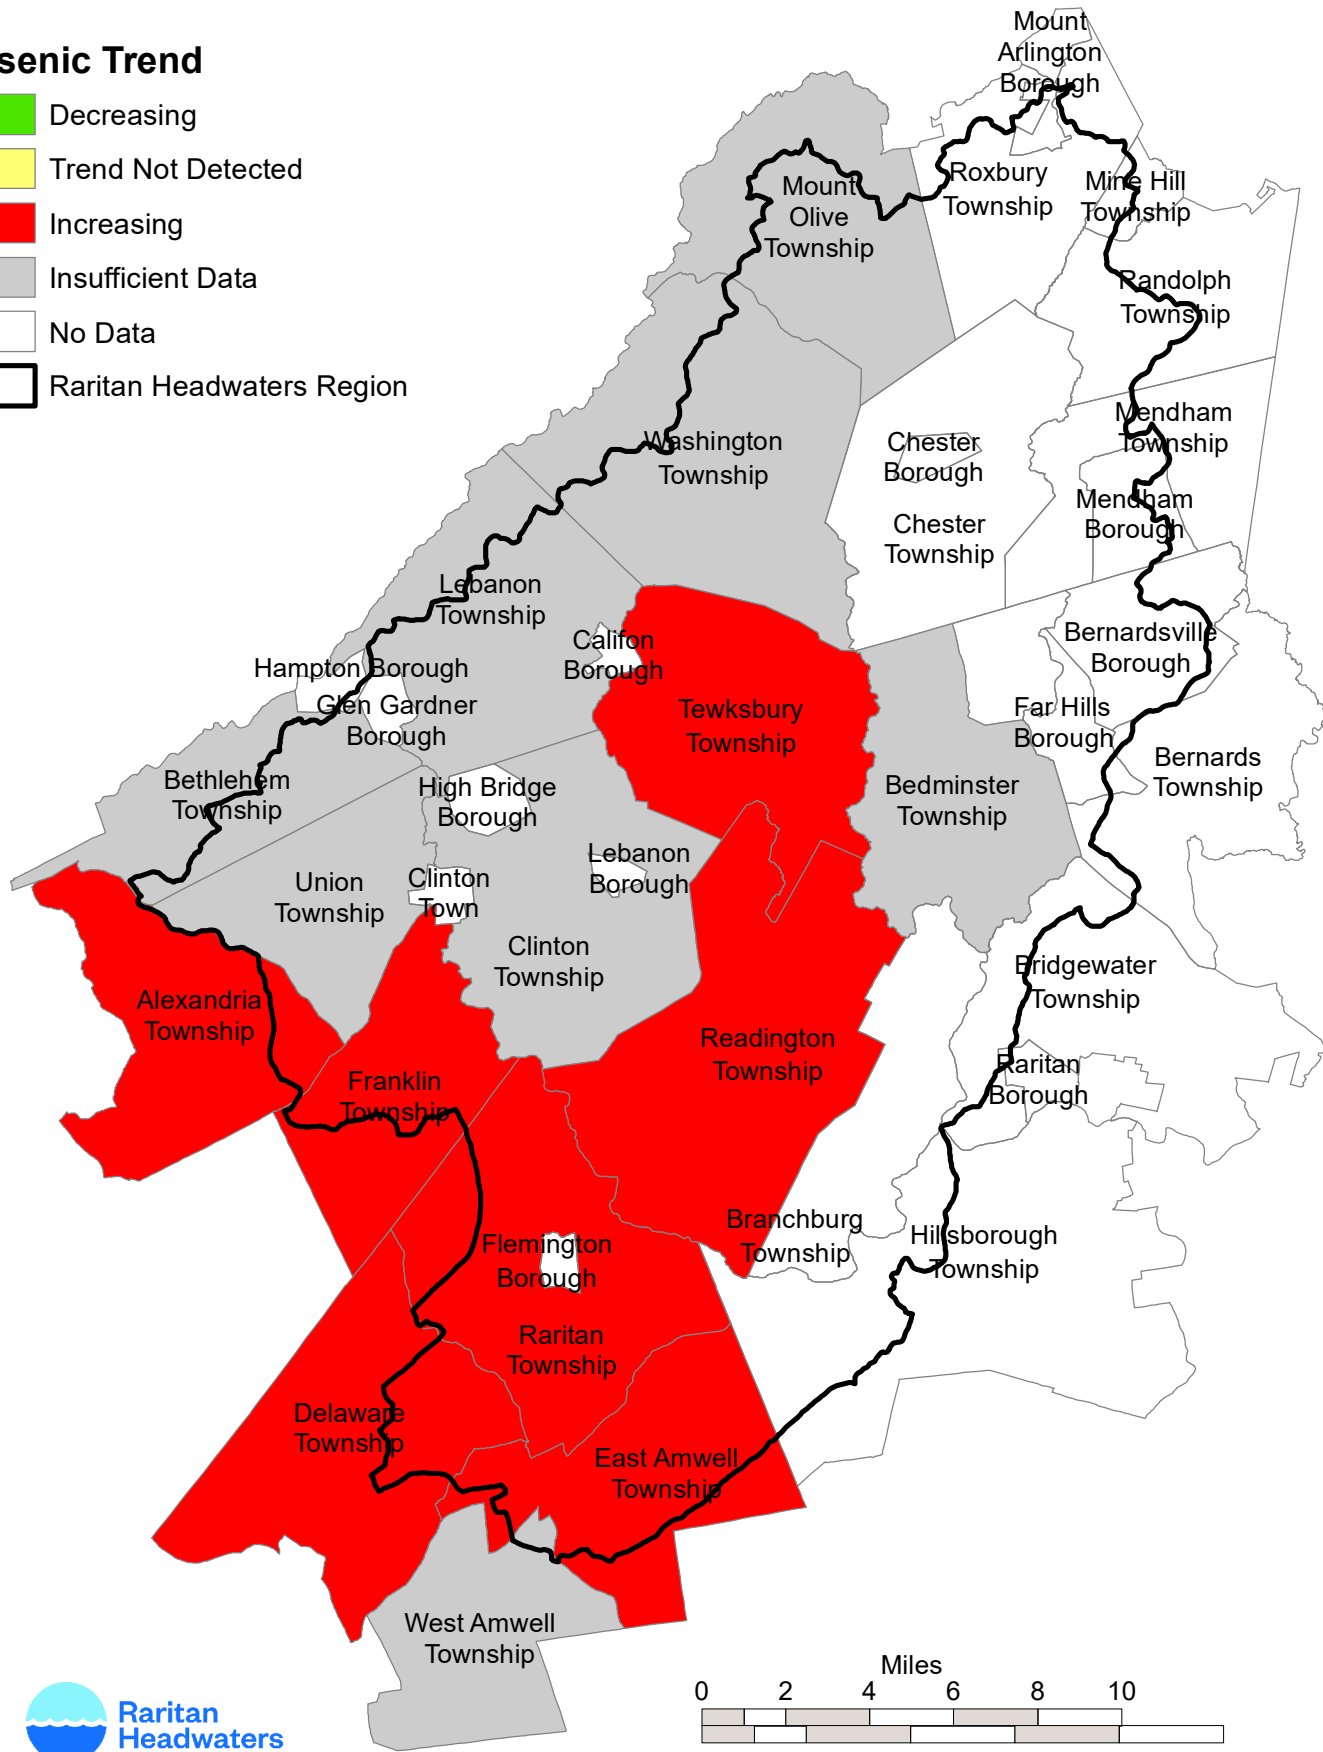 senic Trend
Decreasing
Trend Not Detected
Increasing
Insufficient Data
No Data
Raritan Headwaters Region
Mount
Arlington
Borough
Roxbury
Township
Mine Hill
Township
Mount
Olive
Township
Randolph
Township
Washington
Township
Chester
Borough
Chester
Township
Mendham
Township
Mendham
Borough
Lebanon
Township
Califon
Borough
Hampton Borough
Glen Gardner
Borough
Tewksbury
Township
Bernardsville
Borough
Far Hills
Borough
Bernards
Township
Bethlehem
Township
High Bridge
Borough
Bedminster
Township
Union
Township
Clinton
Town
Lebanon
Borough
Clinton
Township
Alexandria
Township
Readington
Township
Bridgewater
Township
Raritan
Borough
Franklin
Township
Branchburg
Township
Hillsborough
Township
Flemington
Borough
Raritan
Township
Delaware
Township
East Amwell
Township
West Amwell
Township
Miles
0 2 4 6 8 10
Raritan
Headwaters